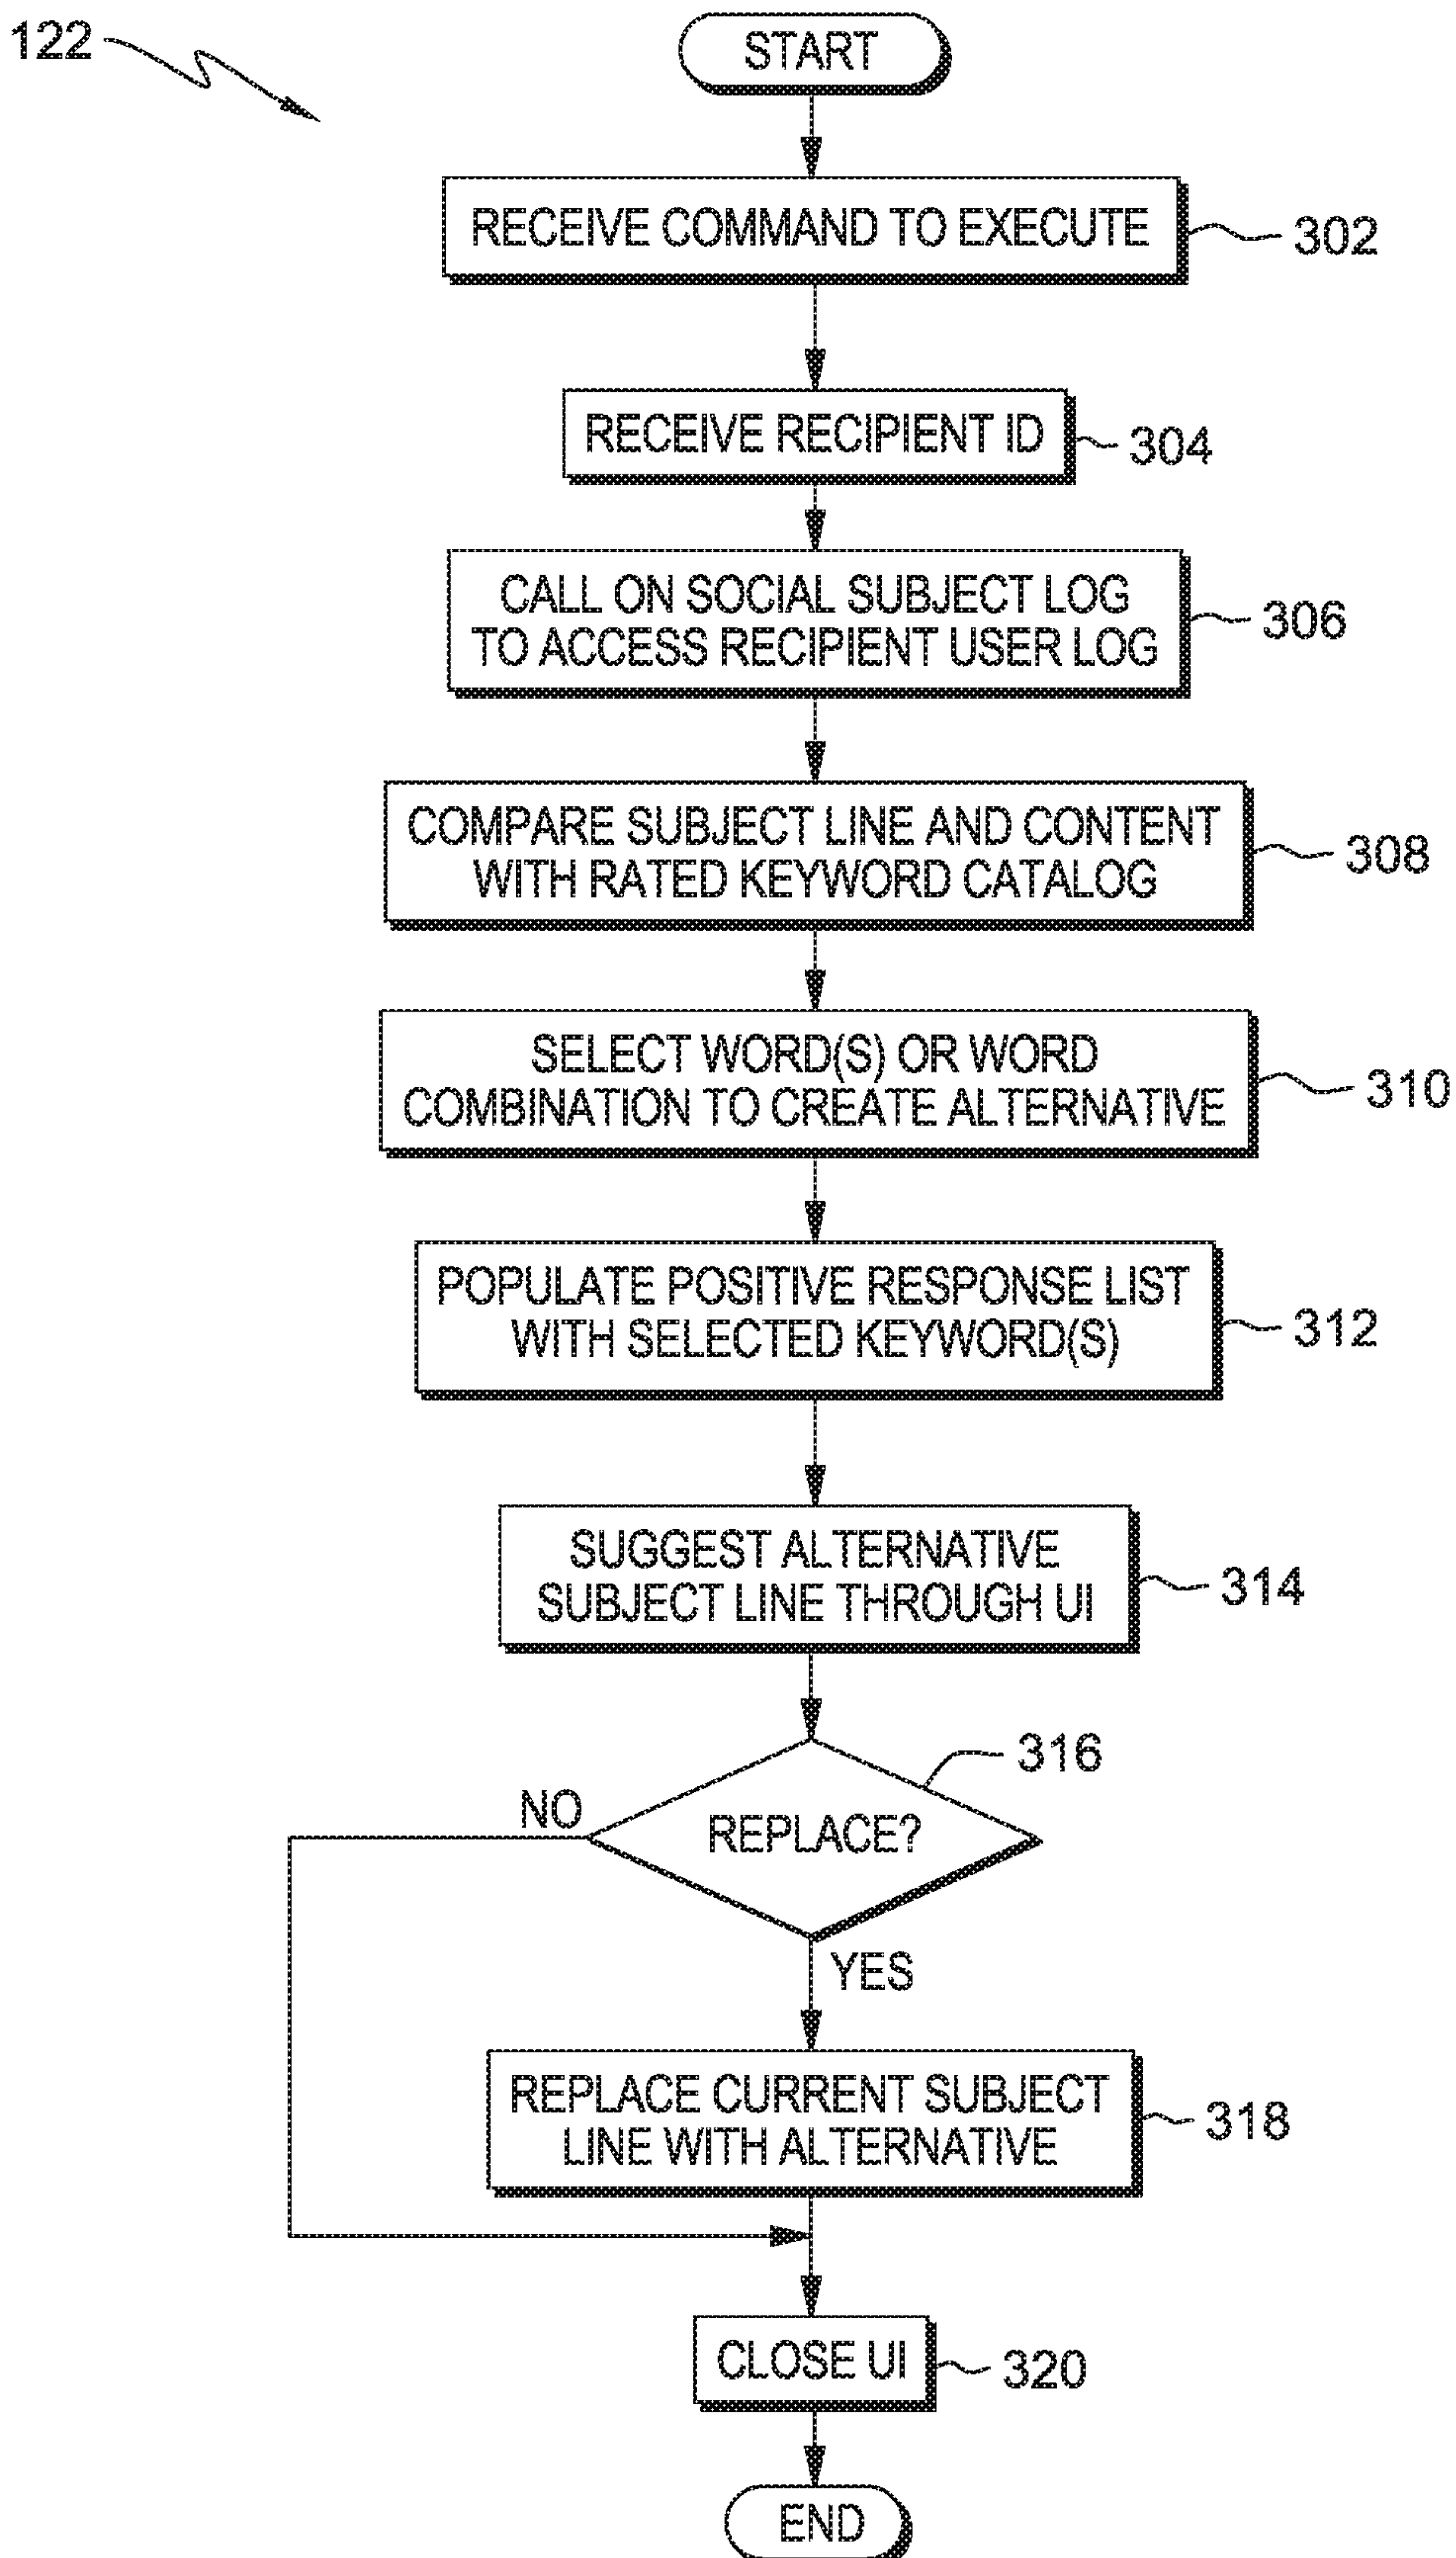 122
START
RECEIVE COMMAND TO EXECUTE
302
RECEIVE RECIPIENT ID
304
CALL ON SOCIAL SUBJECT LOG
TO ACCESS RECIPIENT USER LOG
306
COMPARE SUBJECT LINE AND CONTENT
WITH RATED KEYWORD CATALOG
308
SELECT WORD(S) OR WORD
COMBINATION TO CREATE ALTERNATIVE
310
POPULATE POSITIVE RESPONSE LIST
WITH SELECTED KEYWORD(S)
312
SUGGEST ALTERNATIVE
SUBJECT LINE THROUGH UI
314
316
NO
REPLACE?
YES
REPLACE CURRENT SUBJECT
LINE WITH ALTERNATIVE
318
CLOSE UI
320
END